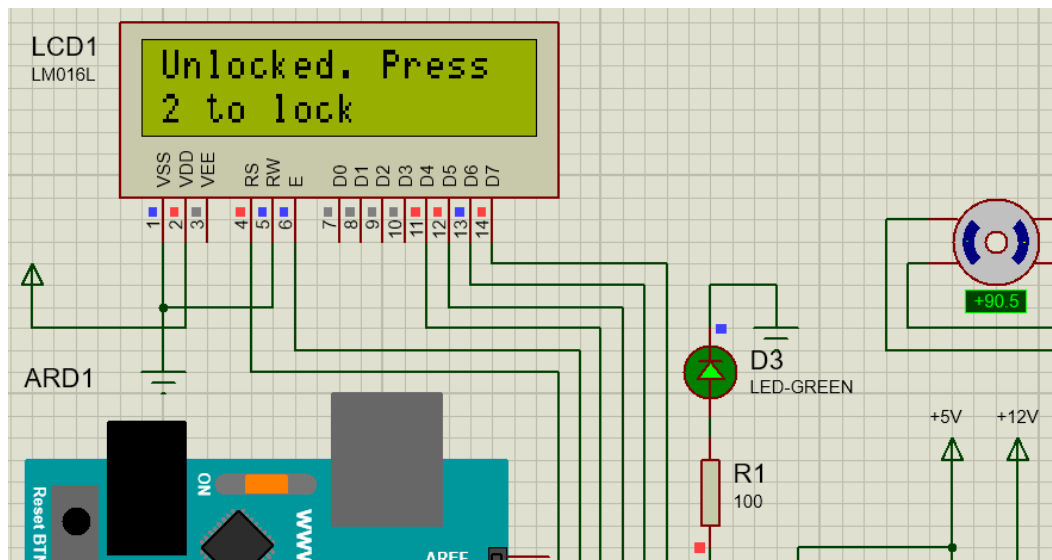 LCD1
LM016L
Unlocked. Press
2 to lock
VSS
VDD
VEE
RS
RW
E
D0
D1
D2
D3
D4
D5
D6
D7
1
2
3
4
5
6
7
8
9
10
11
12
13
14
+90.5
ARD1
D3
LED-GREEN
+5V
+12V
R1
100
ON
Reset BTN
www
AREF